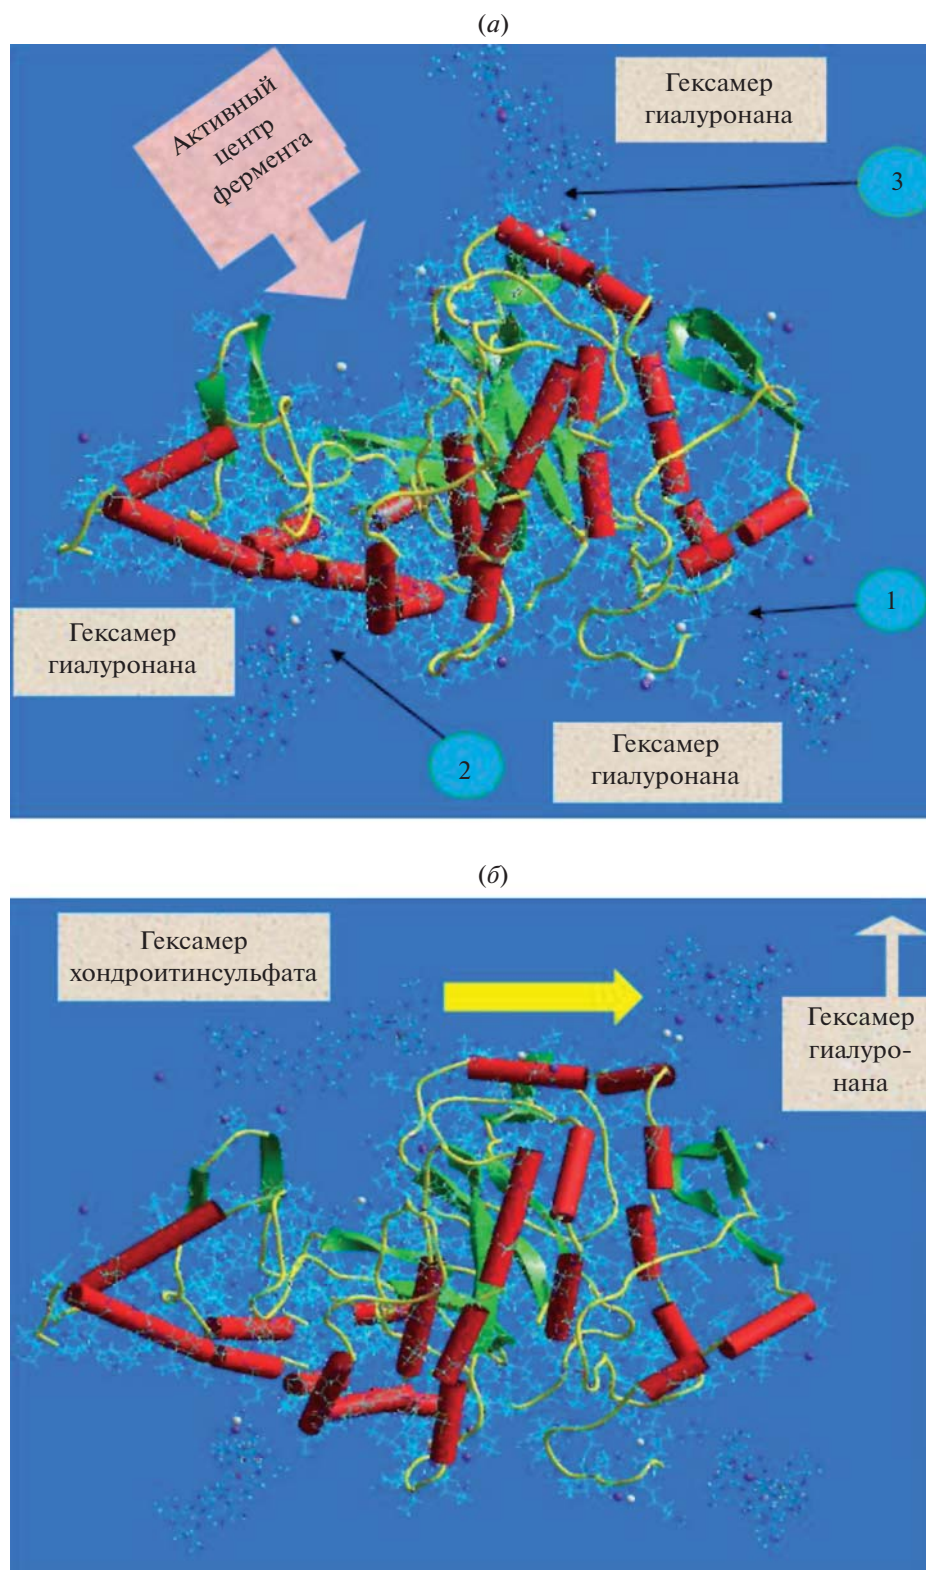 (а)
Гексамер
гиалуронана
Активный
центр
фермента
3
1
Гексамер
гиалуронана
2
Гексамер
гиалуронана
(б)
Гексамер
хондроитинсульфата
Гексамер
гиалуро-
нана